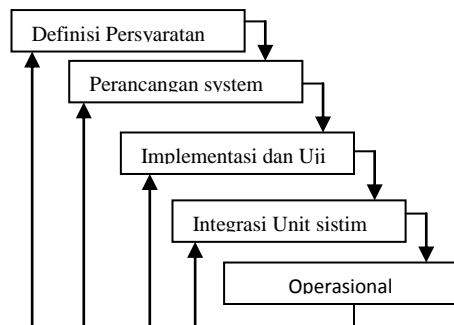 Definisi Persyaratan
Perancangan system
Implementasi dan Uji
Integrasi Unit sistim
Operasional